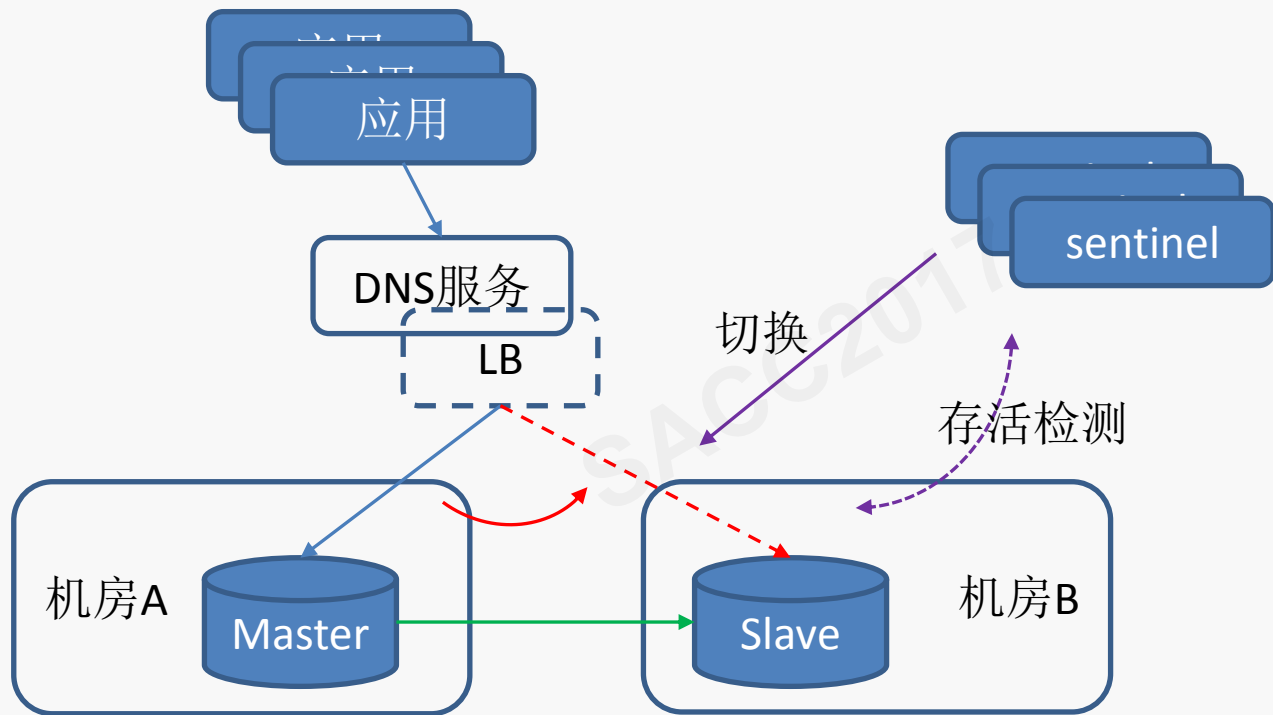 应用
DNS服务
LB
sentinel
切换
存活检测
SACC2017
机房A
Master
Slave
机房B